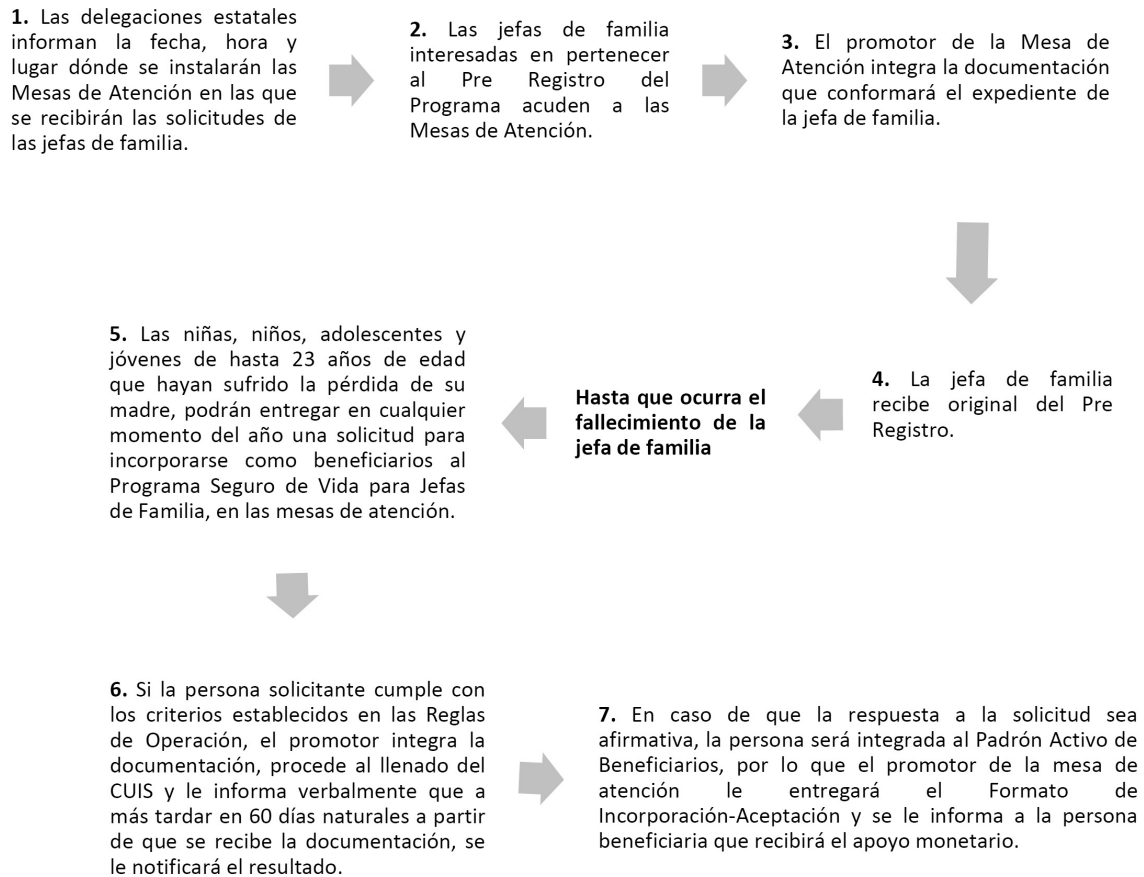 1. Las delegaciones estatales
informan la fecha, hora y
lugar dónde se instalarán las
Mesas de Atención en las que
se recibirán las solicitudes de
las jefas de familia.
2. Las jefas de familia
interesadas en pertenecer
al Pre Registro del
Programa acuden a las
Mesas de Atención.
3. El promotor de la Mesa de
Atención integra la documentación
que conformará el expediente de
la jefa de familia.
4. La jefa de familia
recibe original del Pre
Registro.
Hasta que ocurra el
fallecimiento de la
jefa de familia
5. Las niñas, niños, adolescentes y
jóvenes de hasta 23 años de edad
que hayan sufrido la pérdida de su
madre, podrán entregar en cualquier
momento del año una solicitud para
incorporarse como beneficiarios al
Programa Seguro de Vida para Jefas
de Familia, en las mesas de atención.
6. Si la persona solicitante cumple con
los criterios establecidos en las Reglas
de Operación, el promotor integra la
documentación, procede al llenado del
CUIS y le informa verbalmente que a
más tardar en 60 días naturales a partir
de que se recibe la documentación, se
le notificará el resultado.
7. En caso de que la respuesta a la solicitud sea
afirmativa, la persona será integrada al Padrón Activo de
Beneficiarios, por lo que el promotor de la mesa de
atención le entregará el Formato de
Incorporación-Aceptación y se le informa a la persona
beneficiaria que recibirá el apoyo monetario.